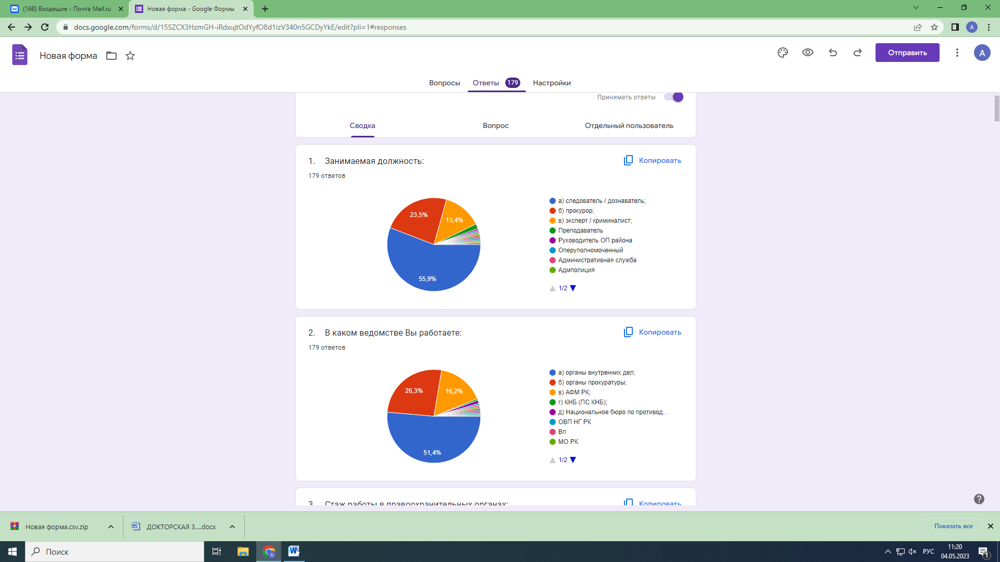 (168) Входящие - Почта Mail.ru
Новая форма - Google Формы
docs.google.com/forms/d/15SZCX3HzmGH-iRdxujtOdYyfO8d1izV340n5GCDyYkE/edit?pli=1#responses
A
Новая форма
Отправить
A
Вопросы
Ответы 179
Настройки
Принимать ответы
Сводка
Вопрос
Отдельный пользователь
1. Занимаемая должность:
Копировать
179 ответов
23,5%
13,4%
55,9%
а) следователь / дознаватель;
б) прокурор;
в) эксперт / криминалист;
Преподаватель
Руководитель ОП района
Оперуполномоченный
Административная служба
Адмполиция
1/2
2. В каком ведомстве Вы работаете:
Копировать
179 ответов
26,3%
16,2%
51,4%
а) органы внутренних дел;
б) органы прокуратуры;
в) АФМ РК;
г) КНБ (ПС КНБ);
д) Национальное бюро по противод…
ОВП НГ РК
Вп
МО РК
1/2
3. Стаж работы в правоохранительных органах:
Копировать
Новая форма.csv.zip
ДОКТОРСКАЯ 3....docx
Показать все
Поиск
РУС
11:20
04.05.2023
1